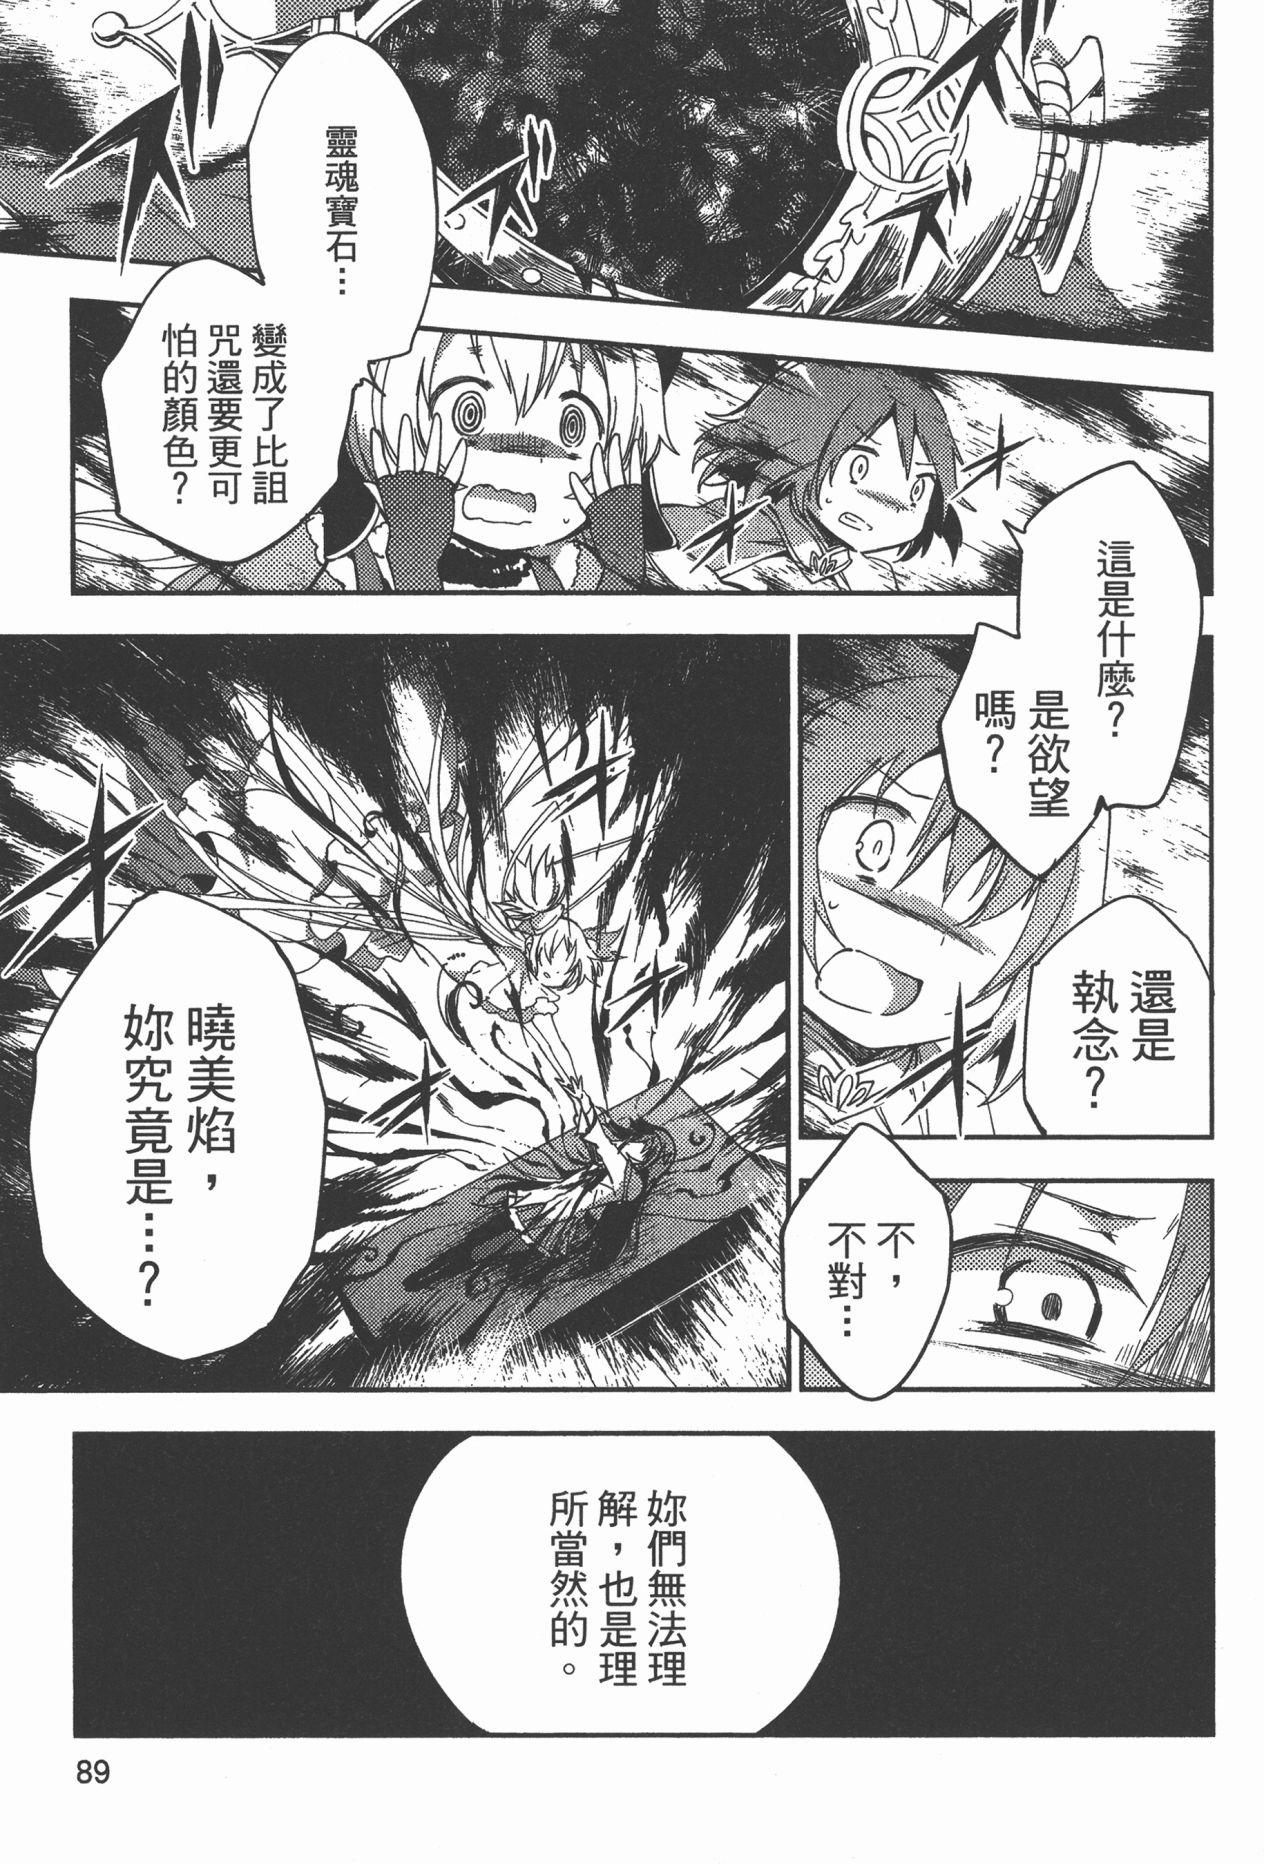 靈魂寶石…
變成了比詛
咒還要更可
怕的顏色？
這是什麼？
是欲望
嗎？
還是
執念？
不，
不對…
曉美焰，
妳究竟是…？
妳們無法理
解，也是理
所當然的。
89